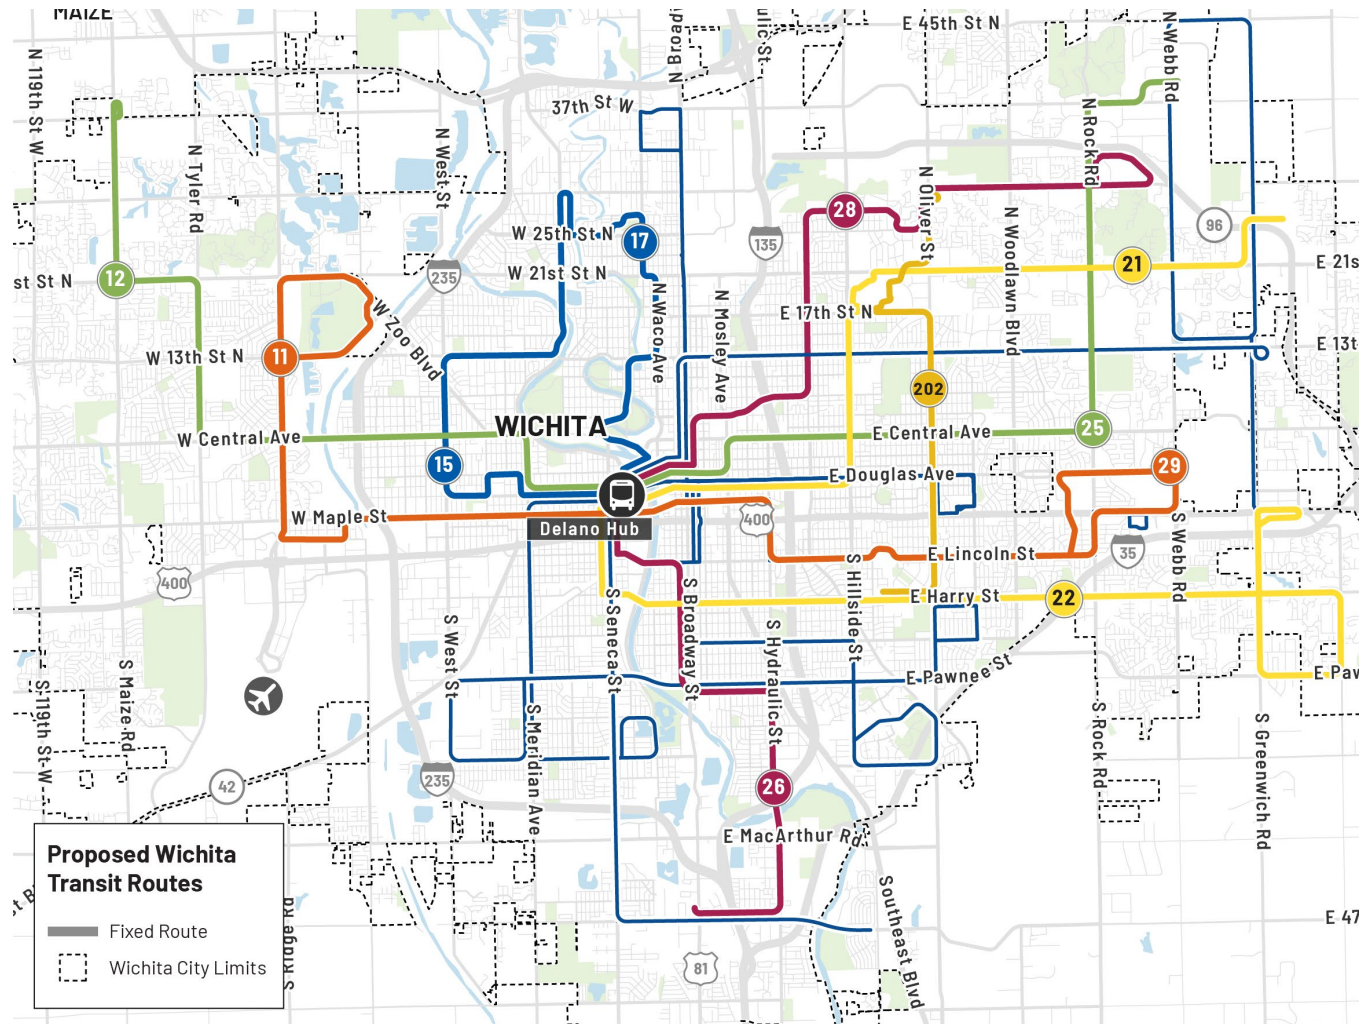 MAIZE
E 45th St N
N 119th St W
N Tyler Rd
N West St
37th St W
N Webb Rd
N Rock Rd
N Oliver St
N Woodlawn Blvd
28
135
96
W 25th St N
17
W 21st St N
21
E 21s
st St N
12
235
N Waco Ave
N Mosley Ave
E 17th St N
W Zoo Blvd
W 13th St N
11
E 13t
202
WICHITA
W Central Ave
E Central Ave
25
15
E Douglas Ave
29
Delano Hub
W Maple St
400
S Webb Rd
E Lincoln St
35
400
S Hillside St
E Harry St
22
S Seneca St
S Broadway St
S West St
S Hydraulic St
E Pawnee St
E Paw
S 119th St W
S Maize Rd
S Meridian Ave
S Rock Rd
S Greenwich Rd
42
235
26
E MacArthur Rd
Southeast Blvd
E 47
81
S Ridge Rd
Proposed Wichita
Transit Routes
Fixed Route
Wichita City Limits